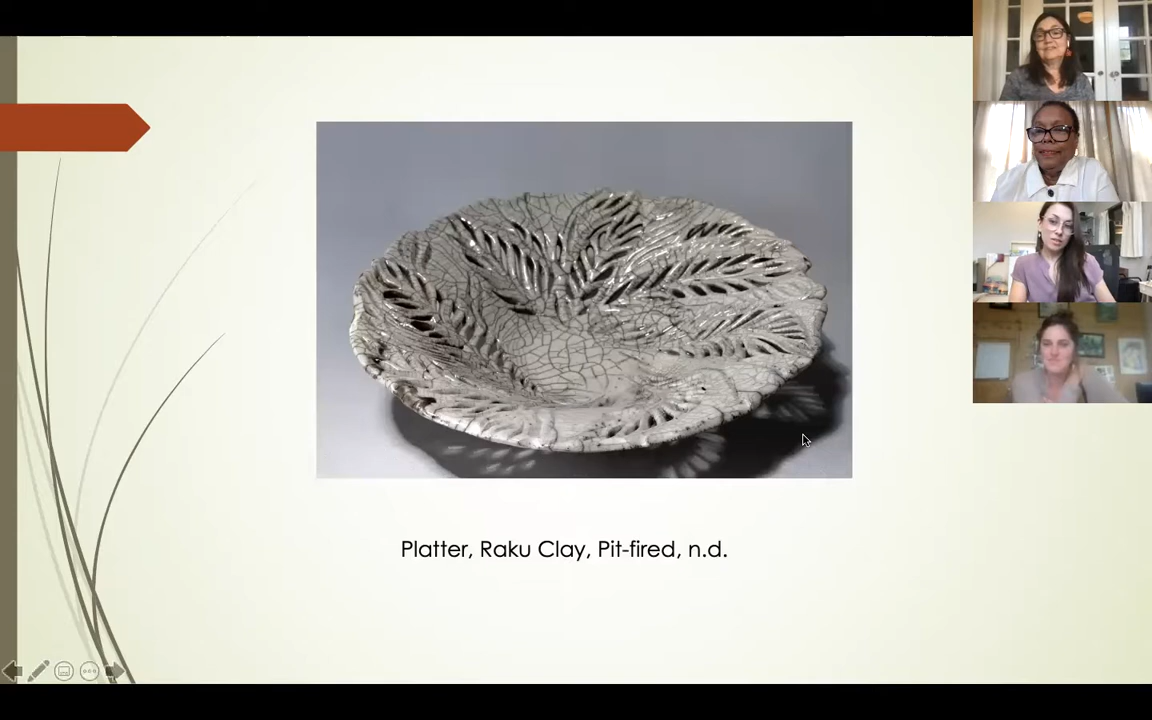 Platter, Raku Clay, Pit-fired, n.d.